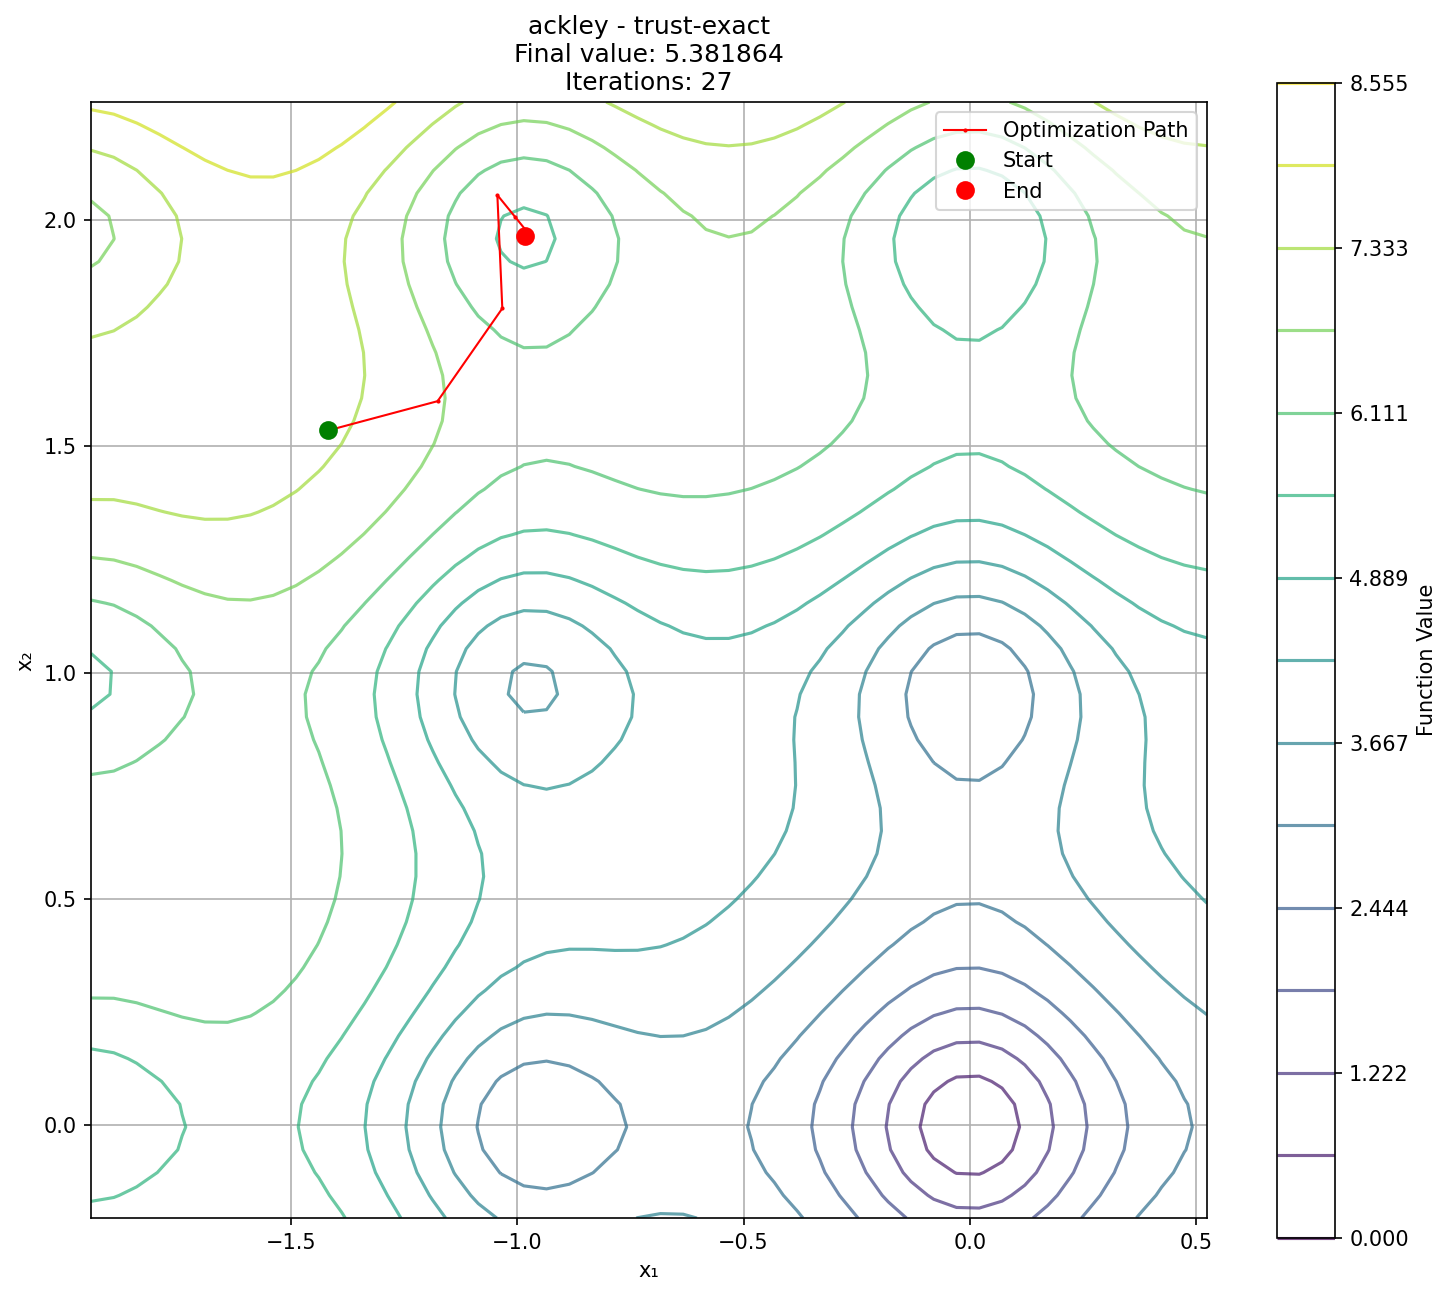 ackley - trust-exact
Final value: 5.381864
Iterations: 27
Optimization Path
Start
End
2.0
1.5
1.0
0.5
0.0
x₂
−1.5
−1.0
−0.5
0.0
0.5
x₁
8.555
7.333
6.111
4.889
3.667
2.444
1.222
0.000
Function Value